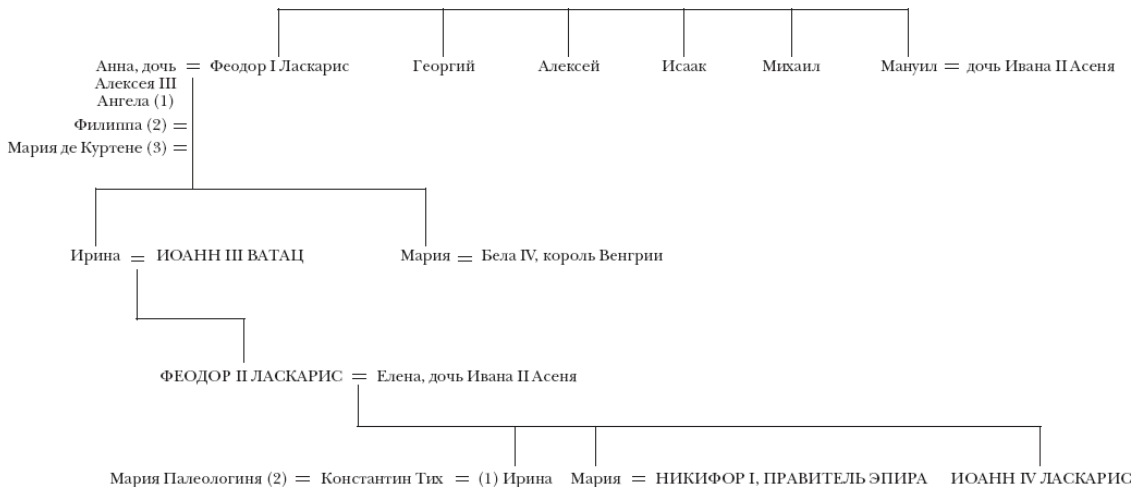 Анна, дочь = Феодор I Ласкарис Георгий Алексей Исаак Михаил Мануил = дочь Ивана II Асеня
Алексея III
Ангела (1)
Филиппа (2) =
Мария де Куртене (3) =
Ирина = ИОАНН III ВАТАЦ Мария = Бела IV, король Венгрии
ФЕОДОР II ЛАСКАРИС = Елена, дочь Ивана II Асеня
Мария Палеологиня (2) = Константин Тих = (1) Ирина Мария = НИКИФОР I, ПРАВИТЕЛЬ ЭПИРА ИОАНН IV ЛАСКАРИС